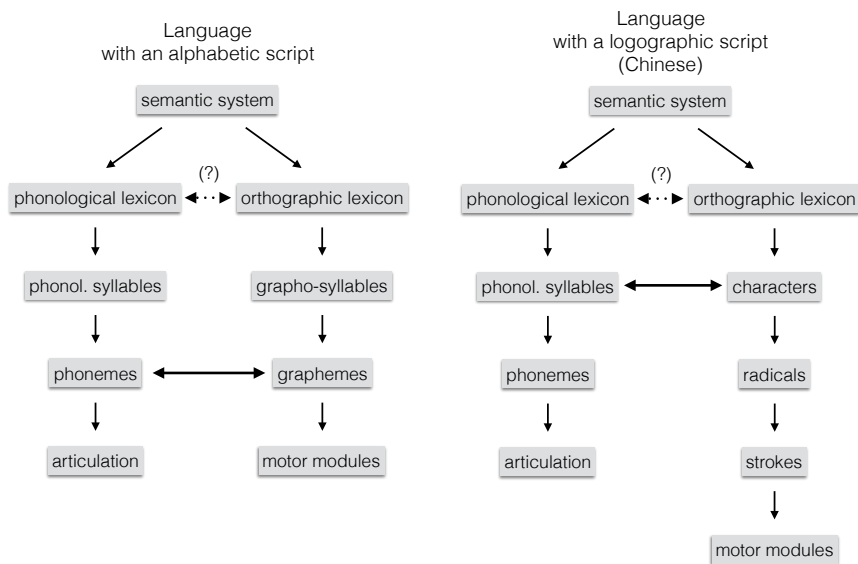 Language
with an alphabetic script
semantic system
(?)
phonological lexicon
orthographic lexicon
phonol. syllables
grapho-syllables
phonemes
graphemes
articulation
motor modules
Language
with a logographic script
(Chinese)
semantic system
(?)
phonological lexicon
orthographic lexicon
phonol. syllables
characters
phonemes
radicals
articulation
strokes
motor modules